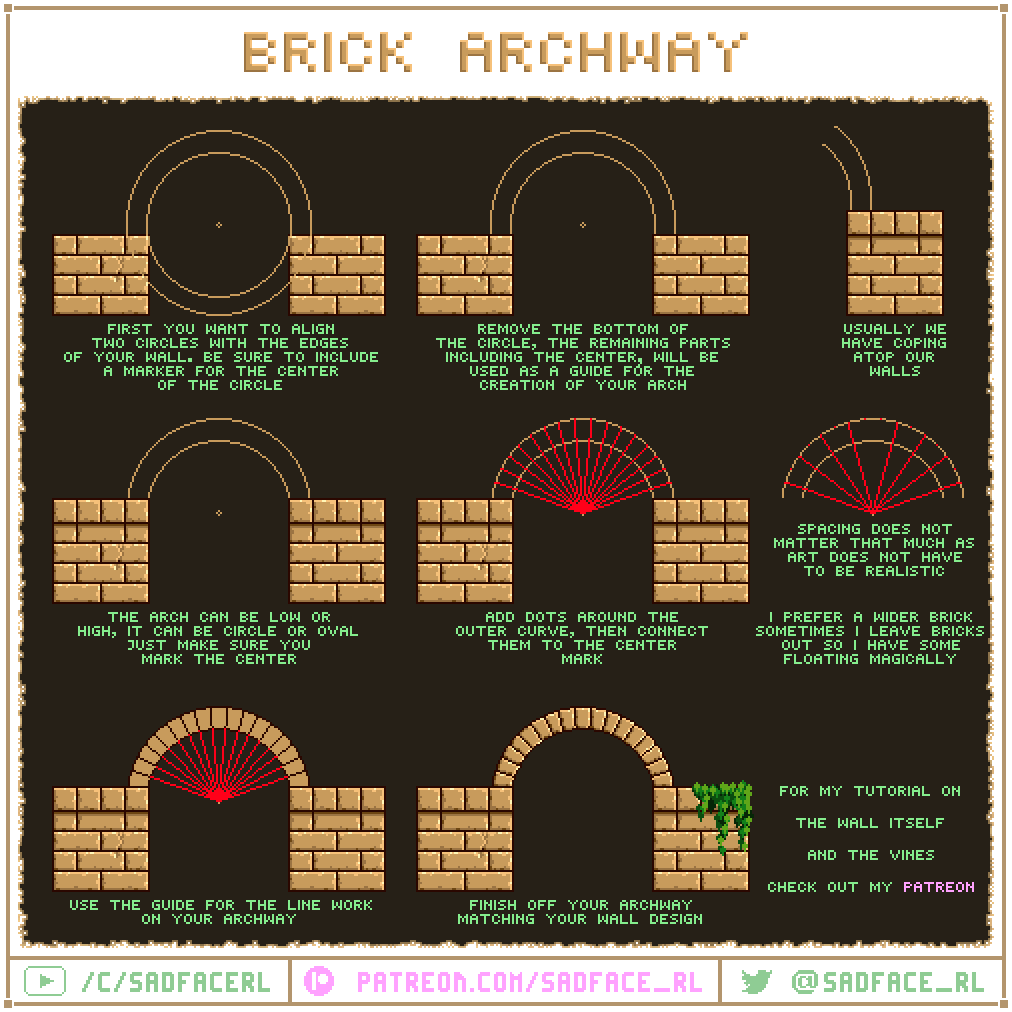 BRICK ARCHWAY
FIRST YOU WANT TO ALIGN
TWO CIRCLES WITH THE EDGES
OF YOUR WALL. BE SURE TO INCLUDE
A MARKER FOR THE CENTER
OF THE CIRCLE
REMOVE THE BOTTOM OF
THE CIRCLE, THE REMAINING PARTS
INCLUDING THE CENTER, WILL BE
USED AS A GUIDE FOR THE
CREATION OF YOUR ARCH
USUALLY WE
HAVE COPING
ATOP OUR
WALLS
THE ARCH CAN BE LOW OR
HIGH, IT CAN BE CIRCLE OR OVAL
JUST MAKE SURE YOU
MARK THE CENTER
ADD DOTS AROUND THE
OUTER CURVE, THEN CONNECT
THEM TO THE CENTER
MARK
SPACING DOES NOT
MATTER THAT MUCH AS
ART DOES NOT HAVE
TO BE REALISTIC
I PREFER A WIDER BRICK
SOMETIMES I LEAVE BRICKS
OUT SO I HAVE SOME
FLOATING MAGICALLY
USE THE GUIDE FOR THE LINE WORK
ON YOUR ARCHWAY
FINISH OFF YOUR ARCHWAY
MATCHING YOUR WALL DESIGN
FOR MY TUTORIAL ON
THE WALL ITSELF
AND THE VINES
CHECK OUT MY PATREON
/C/SADFACERL
PATREON.COM/SADFACE_RL
@SADFACE_RL